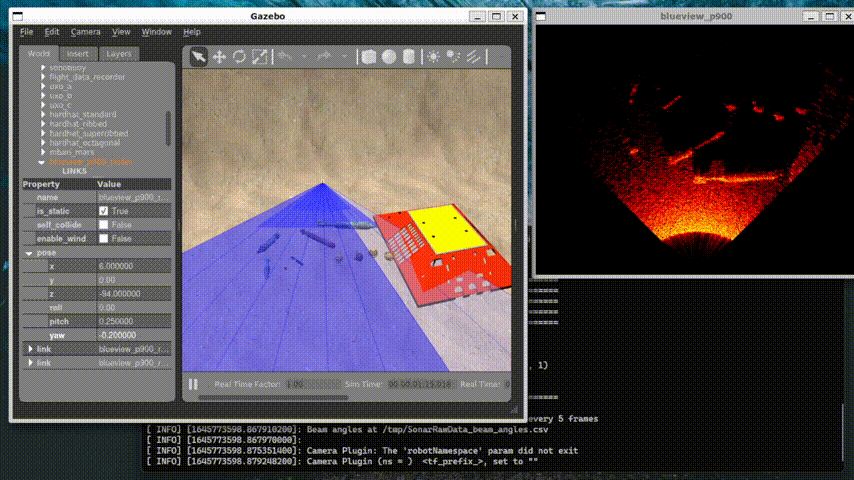 Gazebo
File Edit Camera View Window Help
World Insert Layers
sonobuoy
flight_data_recorder
uxo_a
uxo_b
uxo_c
hardhat_standard
hardhat_ribbed
hardhat_superribbed
hardhat_octagonal
mbari_mars
LINKS
Property Value
name blueview_p900_r...
is_static True
self_collide False
enable_wind False
pose
x 6.000000
y 0.00
z -94.000000
roll 0.00
pitch 0.250000
yaw -0.200000
link blueview_p900_r...
link blueview_p900_r...
Real Time Factor: 1.00 Sim Time: 00 00:01:15.018 Real Time: 0
blueview_p900
======
======
======
======
======
, 1)
======
every 5 frames
[ INFO] [1645773598.867910200]: Beam angles at /tmp/SonarRawData_beam_angles.csv
[ INFO] [1645773598.867970000]:
[ INFO] [1645773598.875351400]: Camera Plugin: The 'robotNamespace' param did not exit
[ INFO] [1645773598.879248200]: Camera Plugin (ns = ) <tf_prefix_>, set to ""